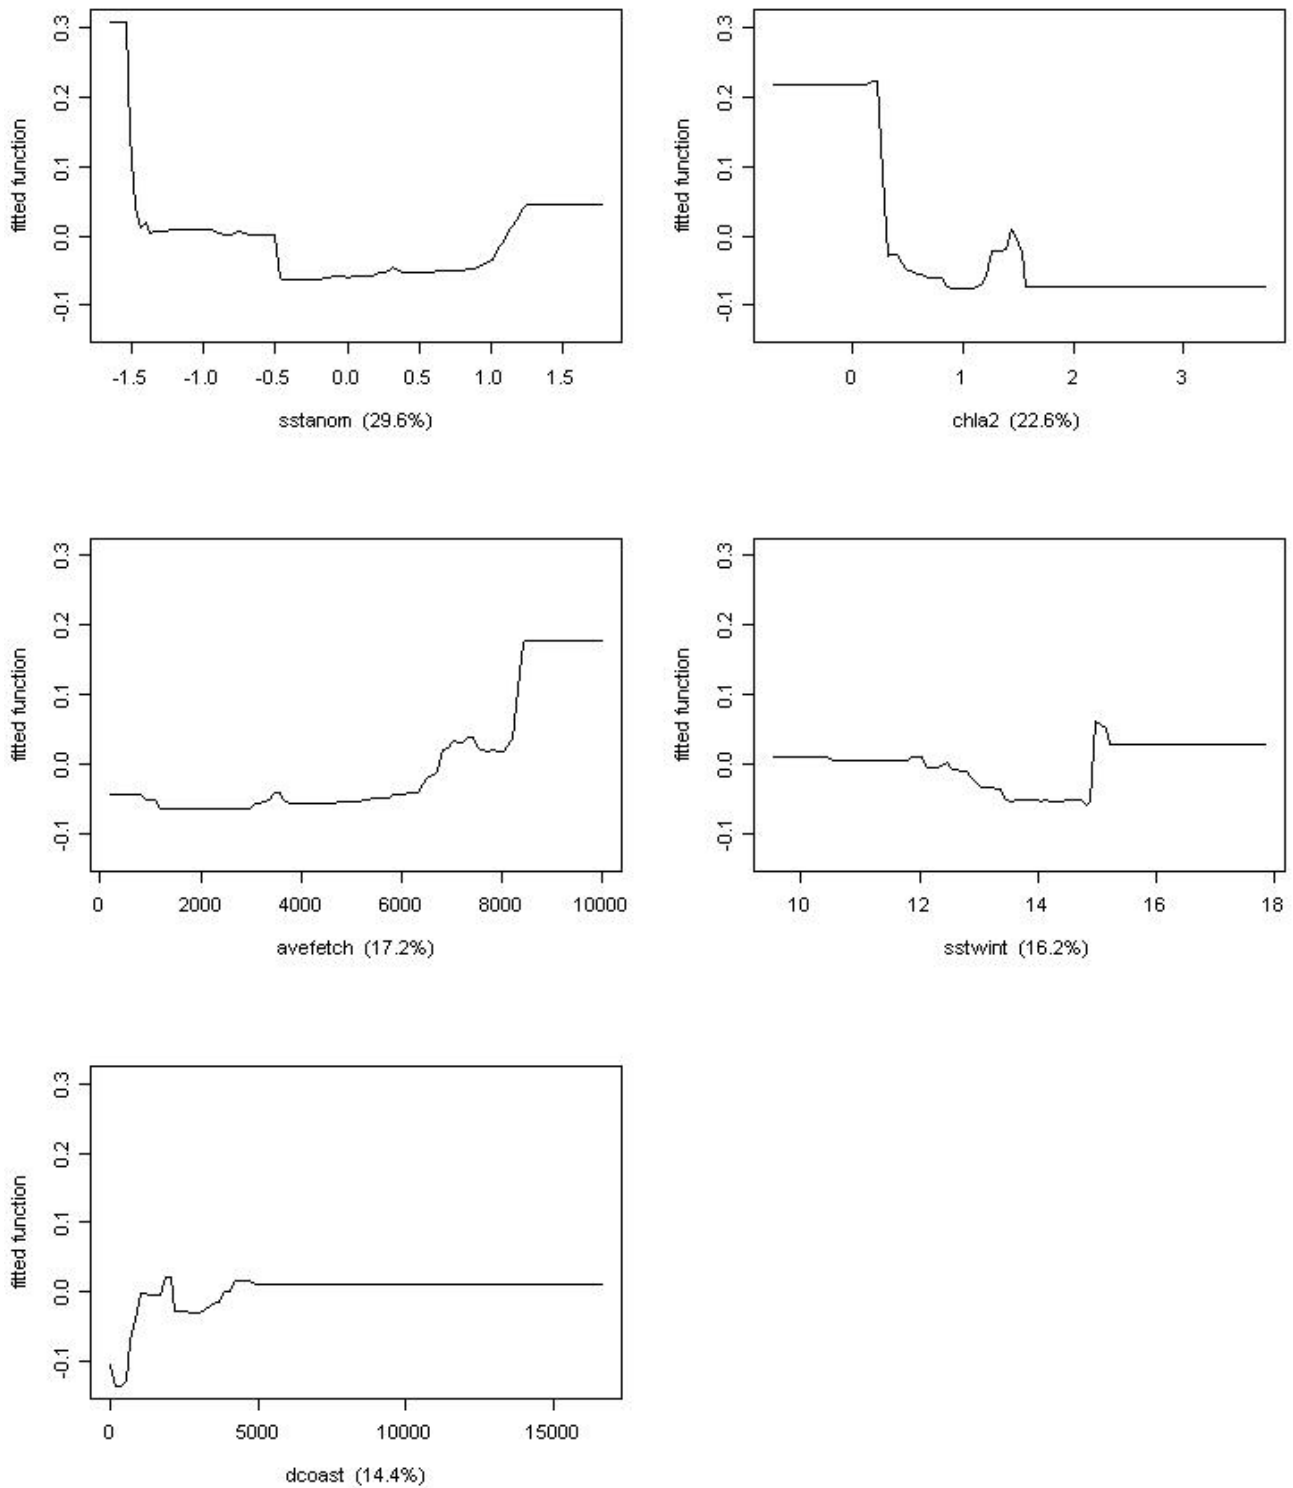 fitted function
0.3
0.2
0.1
0.0
-0.1
-1.5 -1.0 -0.5 0.0 0.5 1.0 1.5
sstanom (29.6%)
fitted function
0.3
0.2
0.1
0.0
-0.1
0 1 2 3
chla2 (22.6%)
fitted function
0.3
0.2
0.1
0.0
-0.1
0 2000 4000 6000 8000 10000
avefetch (17.2%)
fitted function
0.3
0.2
0.1
0.0
-0.1
10 12 14 16 18
sstwint (16.2%)
fitted function
0.3
0.2
0.1
0.0
-0.1
0 5000 10000 15000
dcoast (14.4%)